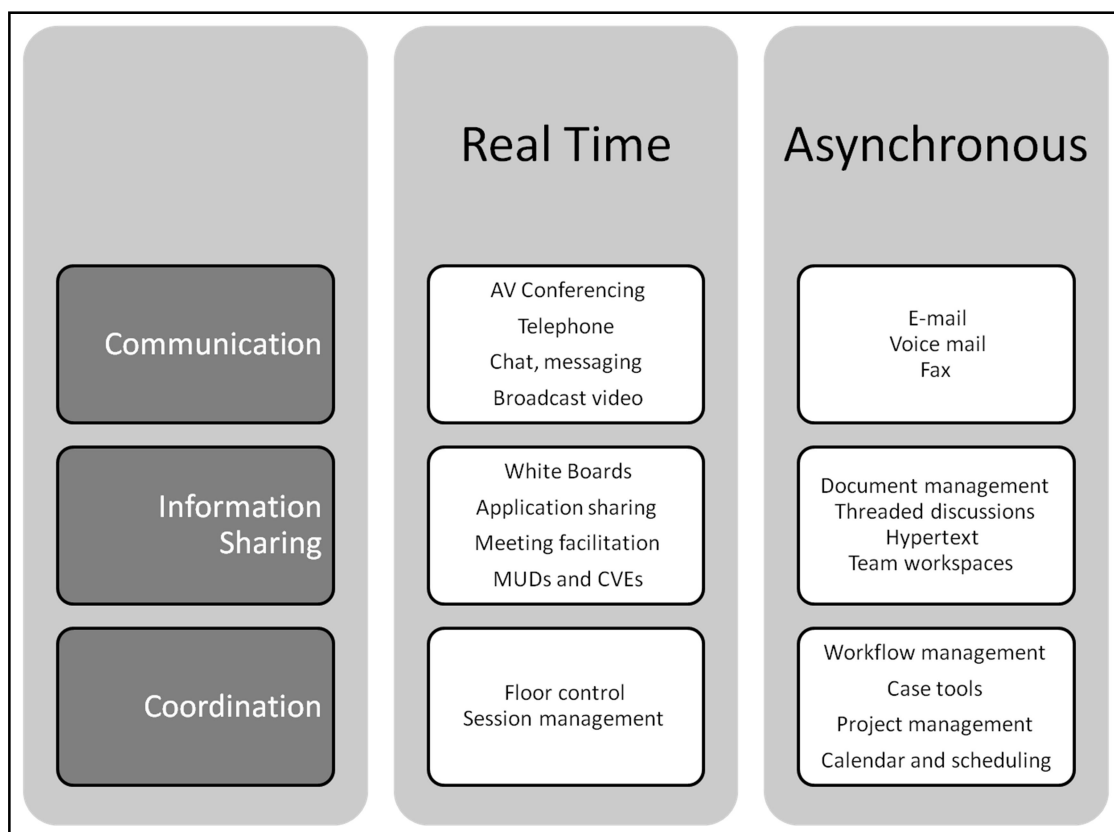 Real Time
Asynchronous
Communication
AV Conferencing
Telephone
Chat, messaging
Broadcast video
E-mail
Voice mail
Fax
Information
Sharing
White Boards
Application sharing
Meeting facilitation
MUDs and CVEs
Document management
Threaded discussions
Hypertext
Team workspaces
Coordination
Floor control
Session management
Workflow management
Case tools
Project management
Calendar and scheduling